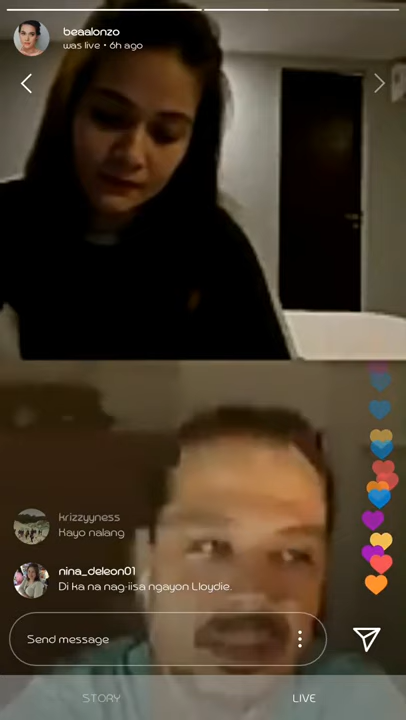 beaalonzo
was live • 6h ago
krizzyyness
Kayo nalang
nina_deleon01
Di ka na nag-iisa ngayon Lloydie.
Send message
STORY
LIVE